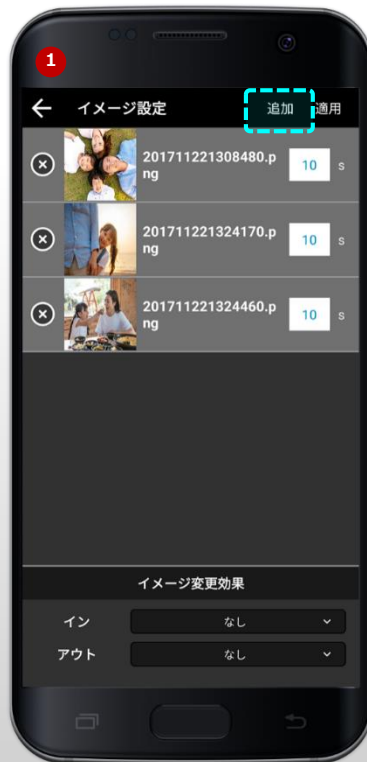 1
イメージ設定 追加 適用
201711221308480.p
ng
10 s
201711221324170.p
ng
10 s
201711221324460.p
ng
10 s
イメージ変更効果
イン なし
アウト なし